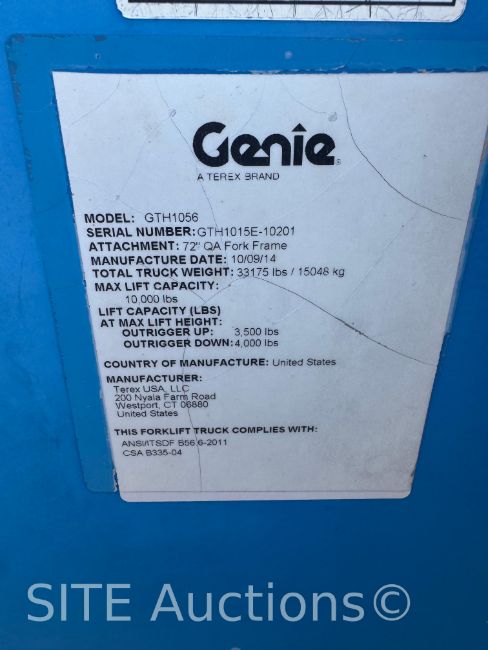 Genie®
A TEREX BRAND
MODEL: GTH1056
SERIAL NUMBER: GTH1015E-10201
ATTACHMENT: 72" QA Fork Frame
MANUFACTURE DATE: 10/09/14
TOTAL TRUCK WEIGHT: 33175 lbs / 15048 kg
MAX LIFT CAPACITY:
10,000 lbs
LIFT CAPACITY (LBS)
AT MAX LIFT HEIGHT:
OUTRIGGER UP: 3,500 lbs
OUTRIGGER DOWN: 4,000 lbs
COUNTRY OF MANUFACTURE: United States
MANUFACTURER:
Terex USA, LLC
200 Nyala Farm Road
Westport, CT 06880
United States
THIS FORKLIFT TRUCK COMPLIES WITH:
ANSI/ITSDF B56.6-2011
CSA B335-04
SITE Auctions©